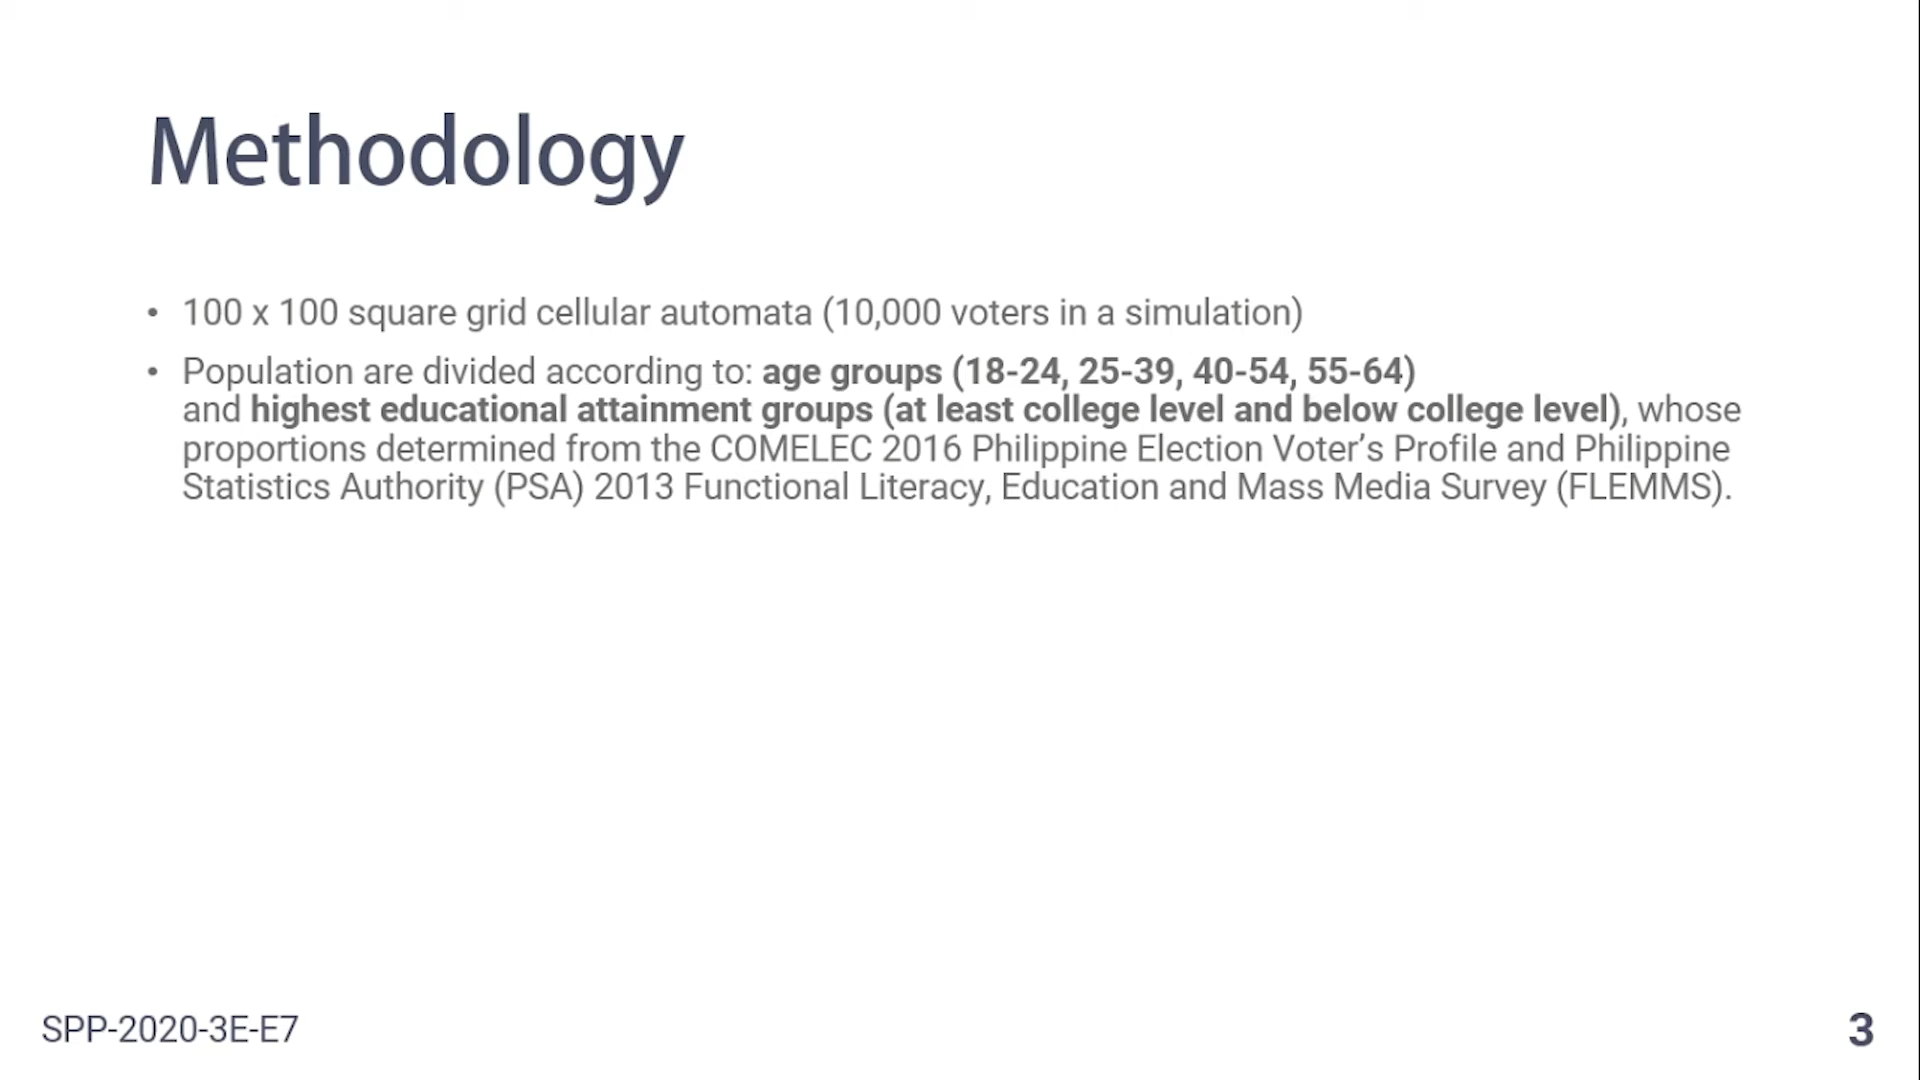 Methodology
• 100 x 100 square grid cellular automata (10,000 voters in a simulation)
• Population are divided according to: age groups (18-24, 25-39, 40-54, 55-64)
and highest educational attainment groups (at least college level and below college level), whose
proportions determined from the COMELEC 2016 Philippine Election Voter’s Profile and Philippine
Statistics Authority (PSA) 2013 Functional Literacy, Education and Mass Media Survey (FLEMMS).
SPP-2020-3E-E7
3